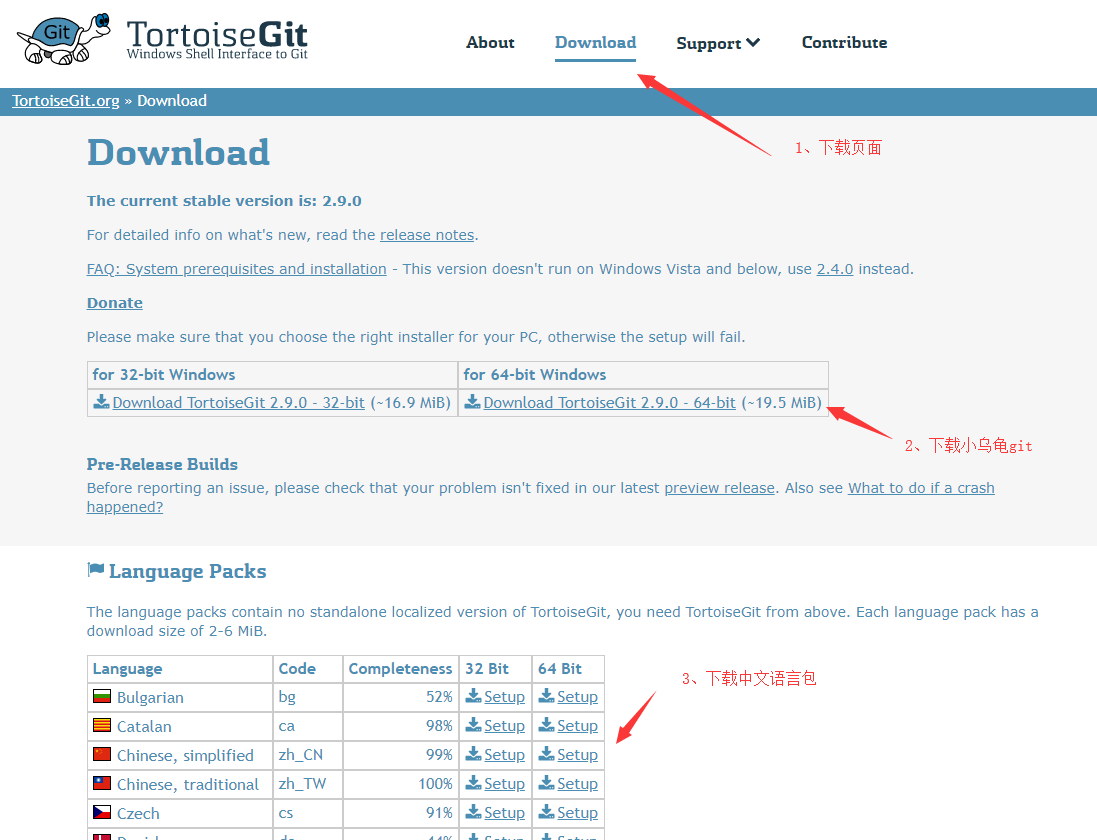 Git
TortoiseGit
Windows Shell Interface to Git
About
Download
Support
Contribute
TortoiseGit.org » Download
1、下载页面
Download
The current stable version is: 2.9.0
For detailed info on what's new, read the release notes.
FAQ: System prerequisites and installation - This version doesn't run on Windows Vista and below, use 2.4.0 instead.
Donate
Please make sure that you choose the right installer for your PC, otherwise the setup will fail.
for 32-bit Windows for 64-bit Windows
Download TortoiseGit 2.9.0 - 32-bit (~16.9 MiB) Download TortoiseGit 2.9.0 - 64-bit (~19.5 MiB)
2、下载小乌龟git
Pre-Release Builds
Before reporting an issue, please check that your problem isn't fixed in our latest preview release. Also see What to do if a crash
happened?
Language Packs
The language packs contain no standalone localized version of TortoiseGit, you need TortoiseGit from above. Each language pack has a
download size of 2-6 MiB.
3、下载中文语言包
Language Code Completeness 32 Bit 64 Bit
Bulgarian bg 52% Setup Setup
Catalan ca 98% Setup Setup
Chinese, simplified zh_CN 99% Setup Setup
Chinese, traditional zh_TW 100% Setup Setup
Czech cs 91% Setup Setup